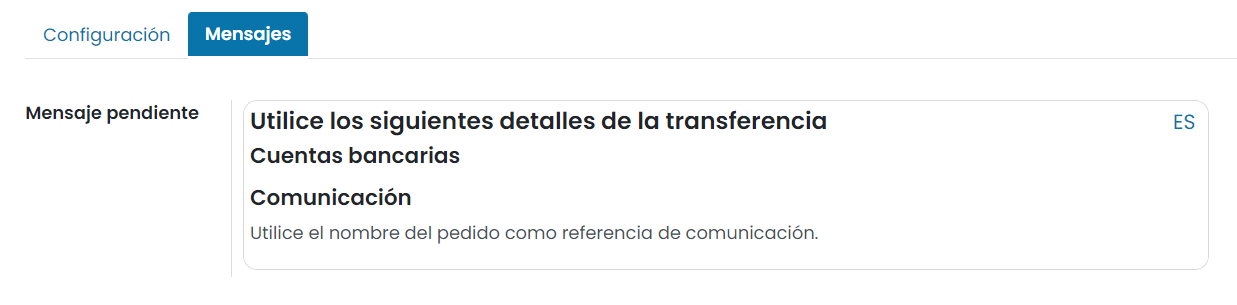 Configuración Mensajes
Mensaje pendiente
Utilice los siguientes detalles de la transferencia ES
Cuentas bancarias
Comunicación
Utilice el nombre del pedido como referencia de comunicación.